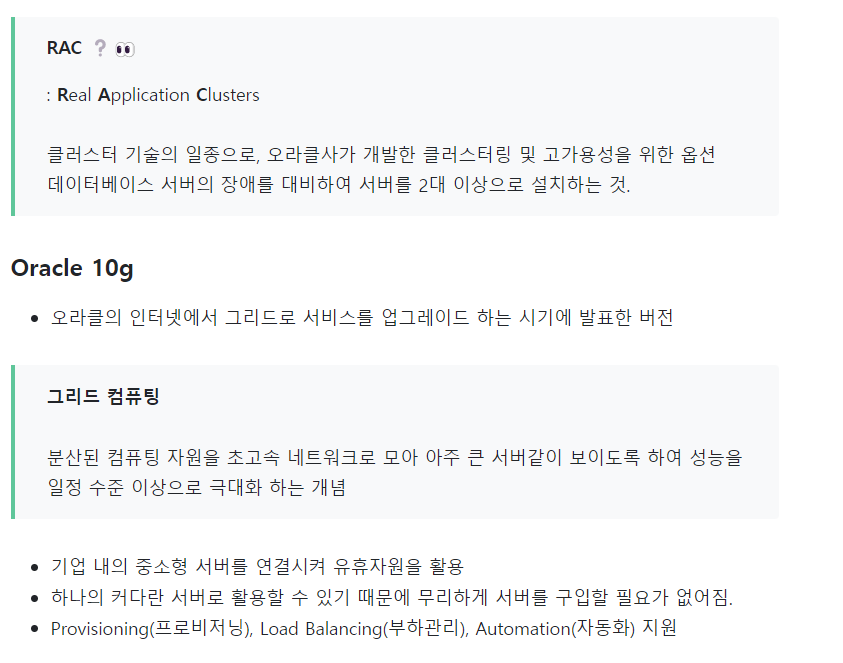 RAC ❔ 👀
: Real Application Clusters
클러스터 기술의 일종으로, 오라클사가 개발한 클러스터링 및 고가용성을 위한 옵션
데이터베이스 서버의 장애를 대비하여 서버를 2대 이상으로 설치하는 것.
Oracle 10g
• 오라클의 인터넷에서 그리드로 서비스를 업그레이드 하는 시기에 발표한 버전
그리드 컴퓨팅
분산된 컴퓨팅 자원을 초고속 네트워크로 모아 아주 큰 서버같이 보이도록 하여 성능을
일정 수준 이상으로 극대화 하는 개념
• 기업 내의 중소형 서버를 연결시켜 유휴자원을 활용
• 하나의 커다란 서버로 활용할 수 있기 때문에 무리하게 서버를 구입할 필요가 없어짐.
• Provisioning(프로비저닝), Load Balancing(부하관리), Automation(자동화) 지원